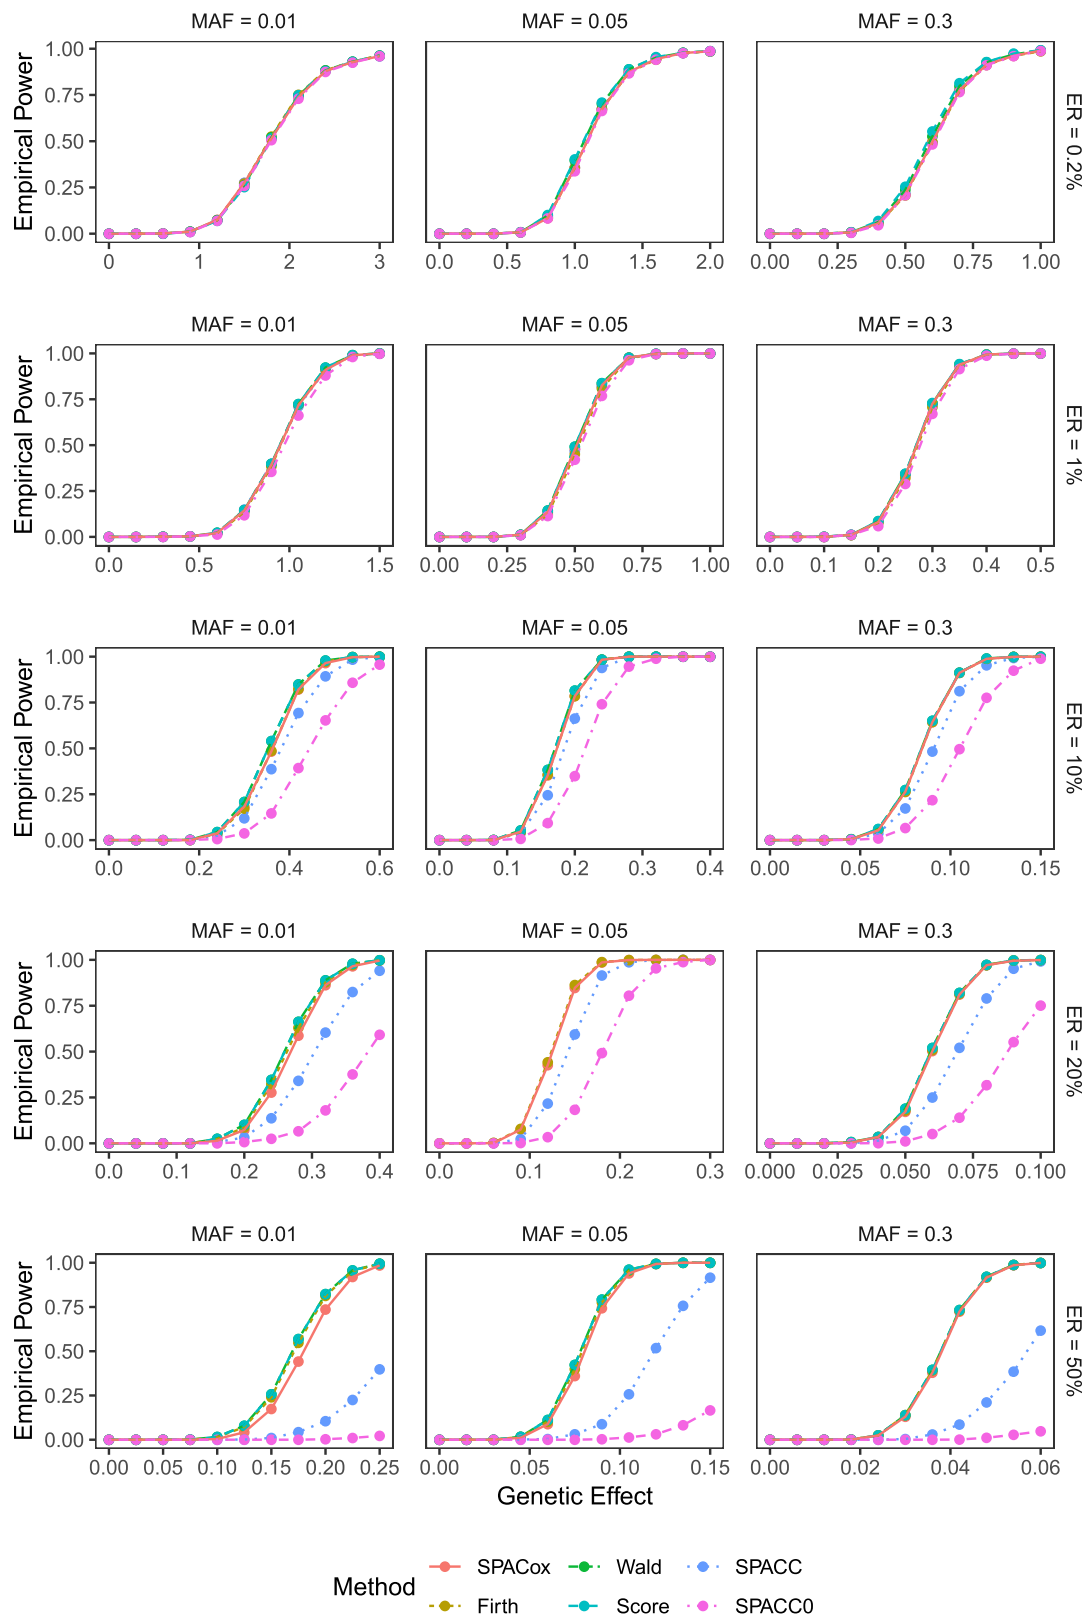 MAF = 0.01 MAF = 0.05 MAF = 0.3
Empirical Power
1.00
0.75
0.50
0.25
0.00
0 1 2 3
0.0 0.5 1.0 1.5 2.0
0.00 0.25 0.50 0.75 1.00
ER = 0.2%
MAF = 0.01 MAF = 0.05 MAF = 0.3
Empirical Power
1.00
0.75
0.50
0.25
0.00
0.0 0.5 1.0 1.5
0.00 0.25 0.50 0.75 1.00
0.0 0.1 0.2 0.3 0.4 0.5
ER = 1%
MAF = 0.01 MAF = 0.05 MAF = 0.3
Empirical Power
1.00
0.75
0.50
0.25
0.00
0.0 0.2 0.4 0.6
0.0 0.1 0.2 0.3 0.4
0.00 0.05 0.10 0.15
ER = 10%
MAF = 0.01 MAF = 0.05 MAF = 0.3
Empirical Power
1.00
0.75
0.50
0.25
0.00
0.0 0.1 0.2 0.3 0.4
0.0 0.1 0.2 0.3
0.000 0.025 0.050 0.075 0.100
ER = 20%
MAF = 0.01 MAF = 0.05 MAF = 0.3
Empirical Power
1.00
0.75
0.50
0.25
0.00
0.00 0.05 0.10 0.15 0.20 0.25
0.00 0.05 0.10 0.15
0.00 0.02 0.04 0.06
ER = 50%
Genetic Effect
Method
SPACox Wald SPACC
Firth Score SPACC0